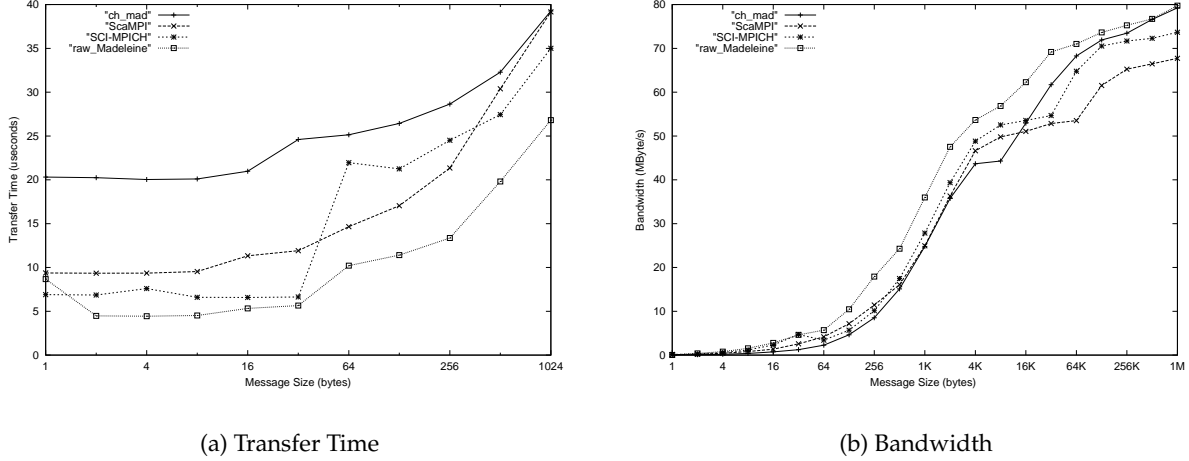 40
35
30
25
20
15
10
5
0
Transfer Time (useconds)
"ch_mad"
"ScaMPI"
"SCI-MPICH"
"raw_Madeleine"
1 4 16 64 256 1024
Message Size (bytes)
(a) Transfer Time
80
70
60
50
40
30
20
10
0
Bandwidth (MByte/s)
"ch_mad"
"ScaMPI"
"SCI-MPICH"
"raw_Madeleine"
1 4 16 64 256 1K 4K 16K 64K 256K 1M
Message Size (bytes)
(b) Bandwidth